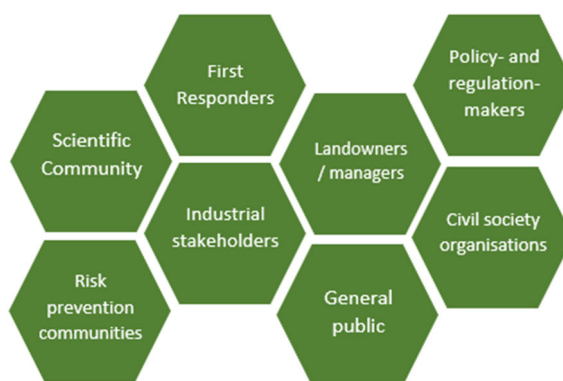 First
Responders
Policy- and
regulation-
makers
Scientific
Community
Landowners
/ managers
Industrial
stakeholders
Civil society
organisations
Risk
prevention
communities
General
public